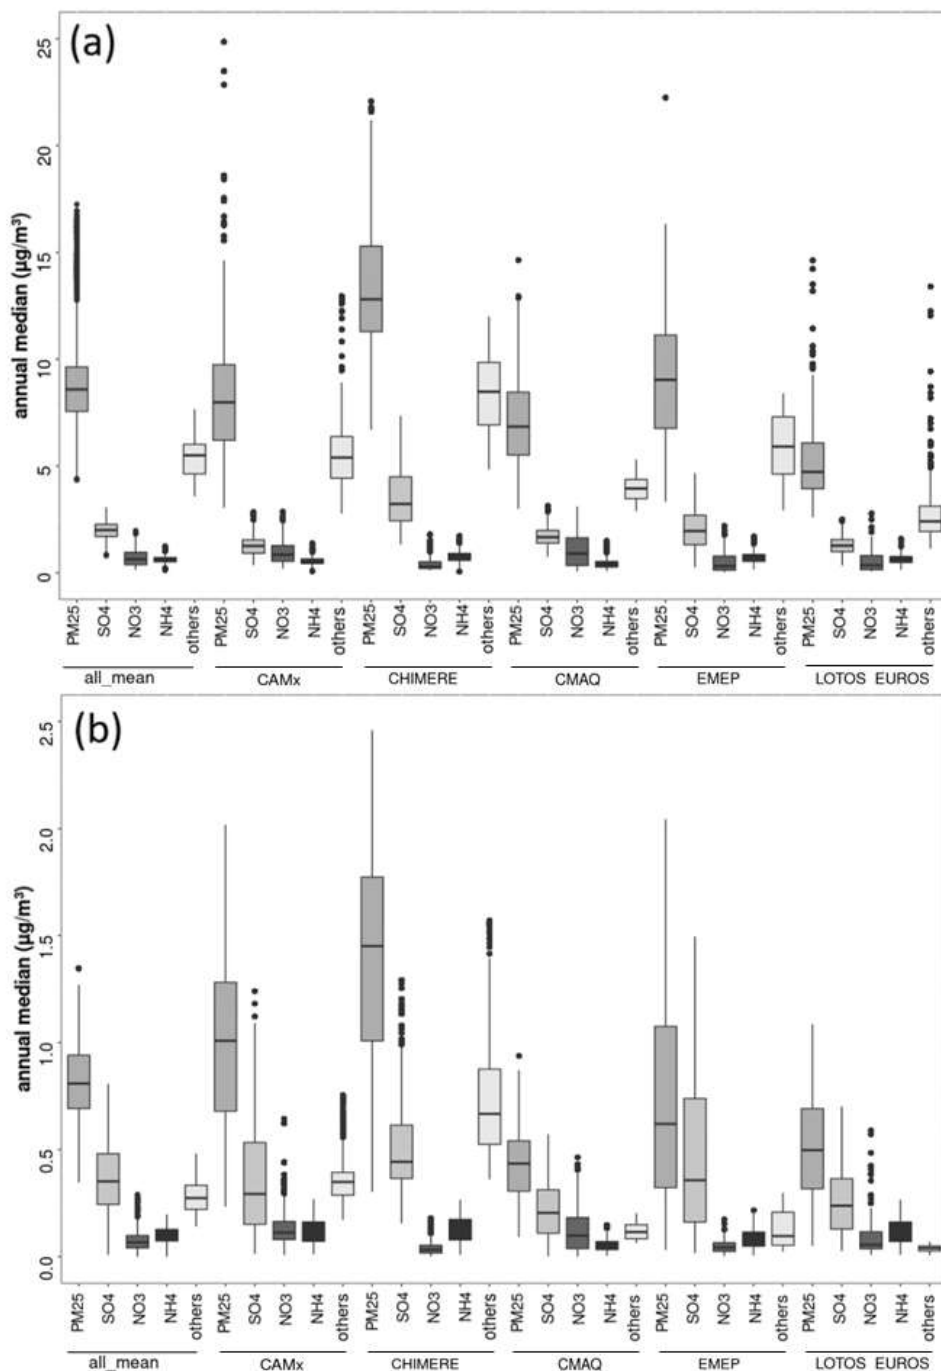 (a)
annual median (µg/m³)
25
20
15
10
5
0
PM25 SO4 NO3 NH4 others PM25 SO4 NO3 NH4 others PM25 SO4 NO3 NH4 others PM25 SO4 NO3 NH4 others PM25 SO4 NO3 NH4 others PM25 SO4 NO3 NH4 others
all_mean CAMx CHIMERE CMAQ EMEP LOTOS EUROS
(b)
annual median (µg/m³)
2.5
2.0
1.5
1.0
0.5
0.0
PM25 SO4 NO3 NH4 others PM25 SO4 NO3 NH4 others PM25 SO4 NO3 NH4 others PM25 SO4 NO3 NH4 others PM25 SO4 NO3 NH4 others PM25 SO4 NO3 NH4 others
all_mean CAMx CHIMERE CMAQ EMEP LOTOS EUROS